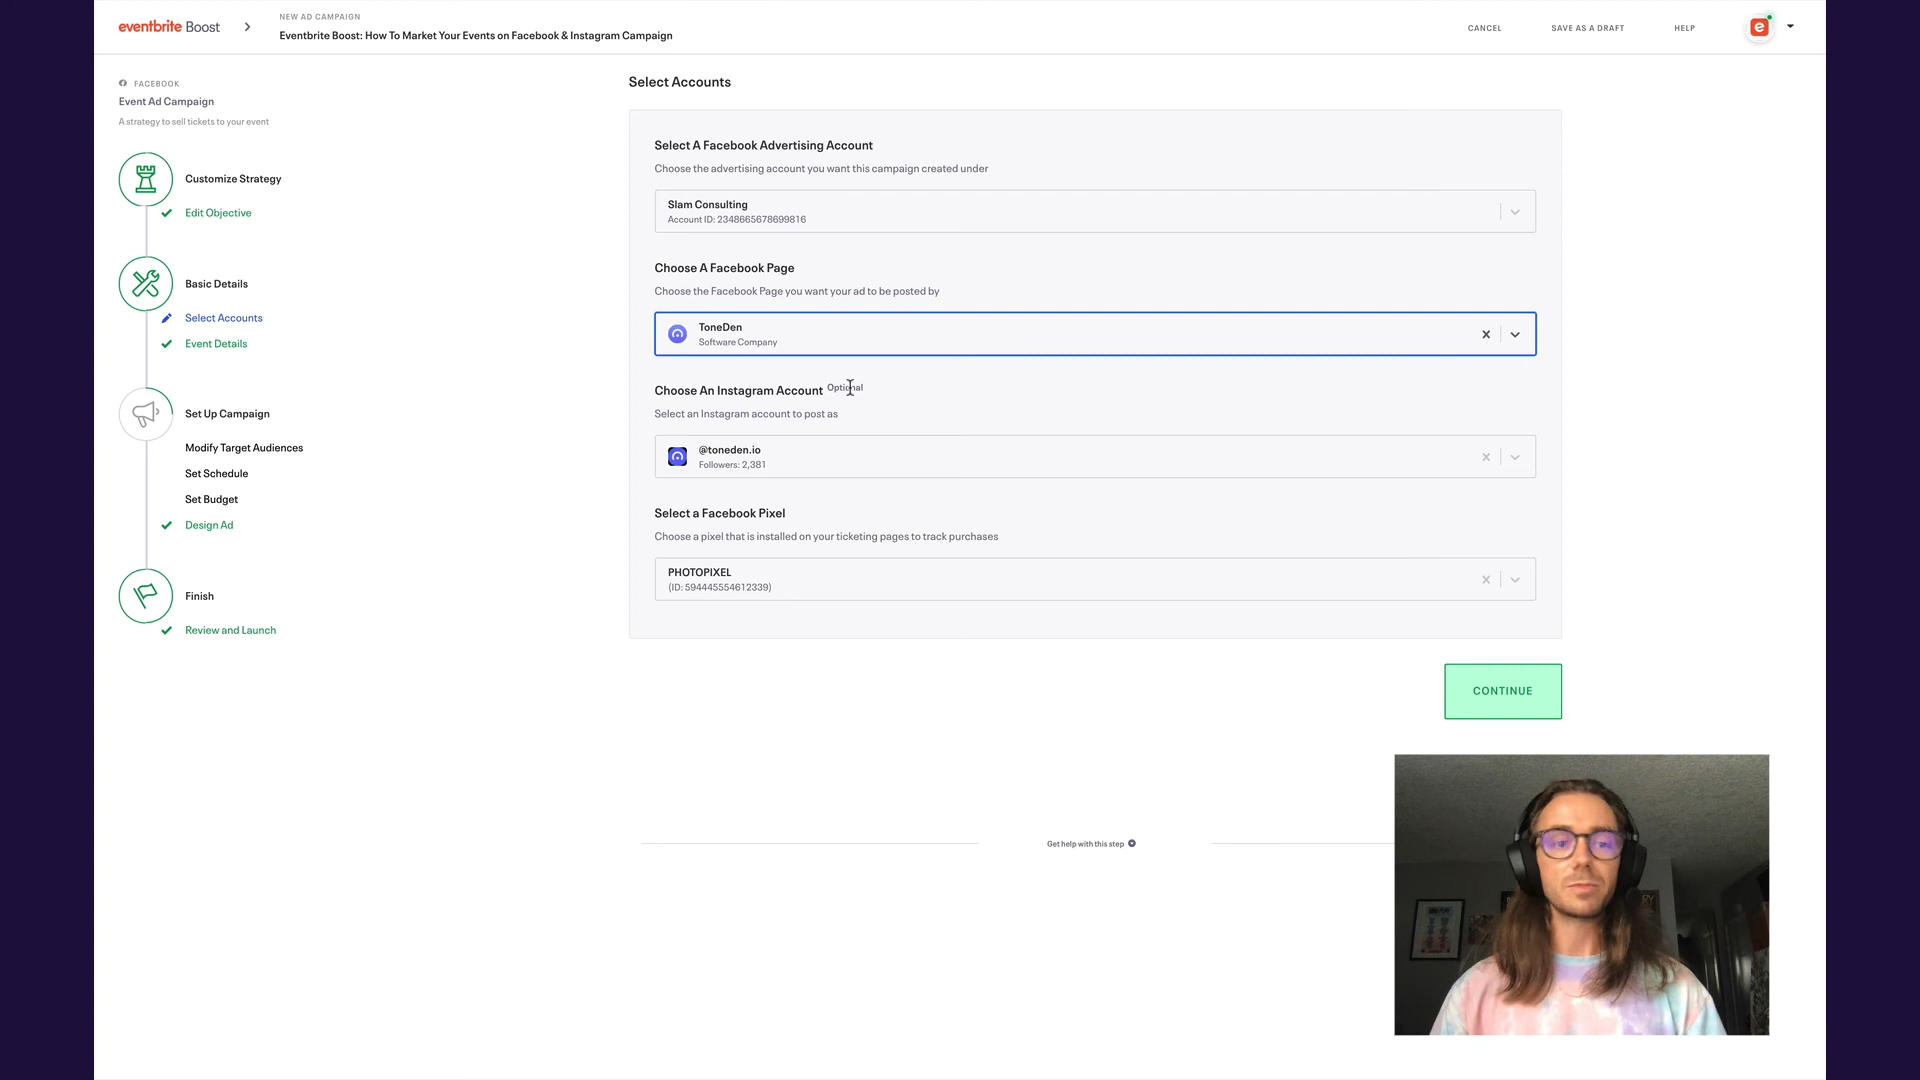 eventbrite Boost
NEW AD CAMPAIGN
Eventbrite Boost: How To Market Your Events on Facebook & Instagram Campaign
CANCEL
SAVE AS A DRAFT
HELP
FACEBOOK
Event Ad Campaign
A strategy to sell tickets to your event
Customize Strategy
Edit Objective
Basic Details
Select Accounts
Event Details
Set Up Campaign
Modify Target Audiences
Set Schedule
Set Budget
Design Ad
Finish
Review and Launch
Select Accounts
Select A Facebook Advertising Account
Choose the advertising account you want this campaign created under
Slam Consulting
Account ID: 2348665678699816
Choose A Facebook Page
Choose the Facebook Page you want your ad to be posted by
ToneDen
Software Company
Choose An Instagram Account Optional
Select an Instagram account to post as
@toneden.io
Followers: 2,381
Select a Facebook Pixel
Choose a pixel that is installed on your ticketing pages to track purchases
PHOTOPIXEL
(ID: 594445554612339)
CONTINUE
Get help with this step